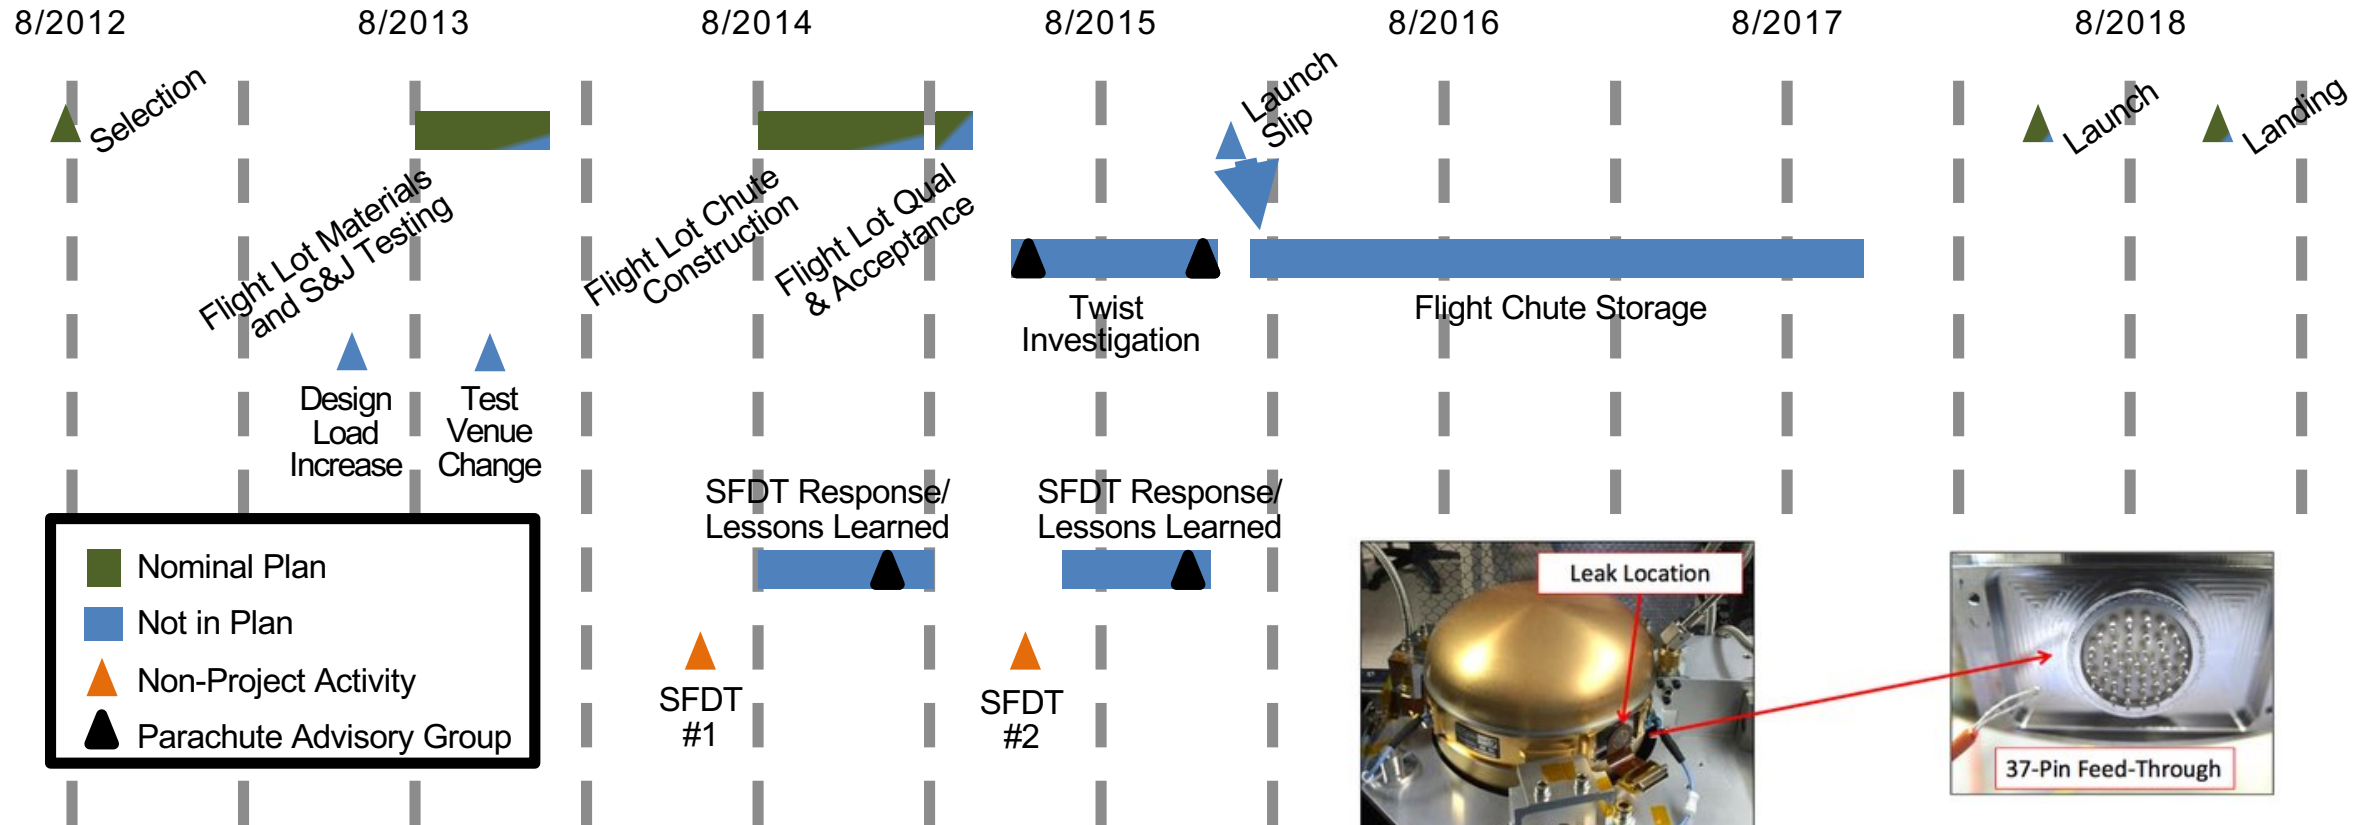 8/2012
8/2013
8/2014
8/2015
8/2016
8/2017
8/2018
Selection
Flight Lot Materials
and S&J Testing
Flight Lot Chute
Construction
Flight Lot Qual
& Acceptance
Launch
Slip
Launch
Landing
Twist
Investigation
Flight Chute Storage
Design
Load
Increase
Test
Venue
Change
SFDT Response/
Lessons Learned
SFDT Response/
Lessons Learned
Nominal Plan
Not in Plan
Non-Project Activity
Parachute Advisory Group
SFDT
#1
SFDT
#2
Leak Location
37-Pin Feed-Through